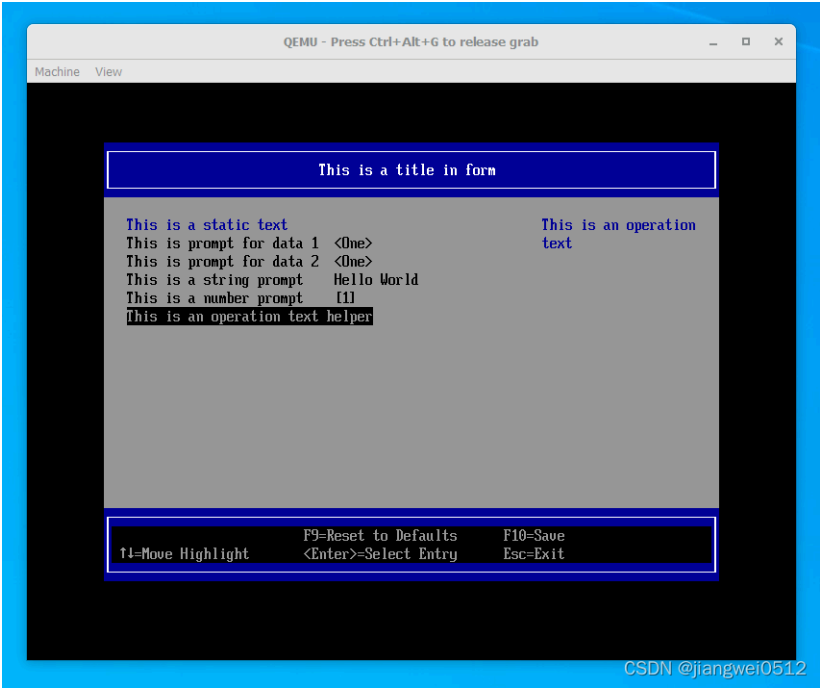 QEMU - Press Ctrl+Alt+G to release grab
Machine View
This is a title in form
This is a static text
This is prompt for data 1 <One>
This is prompt for data 2 <One>
This is a string prompt Hello World
This is a number prompt [1]
This is an operation text helper
This is an operation
text
F9=Reset to Defaults F10=Save
↑↓=Move Highlight <Enter>=Select Entry Esc=Exit
CSDN @jiangwei0512